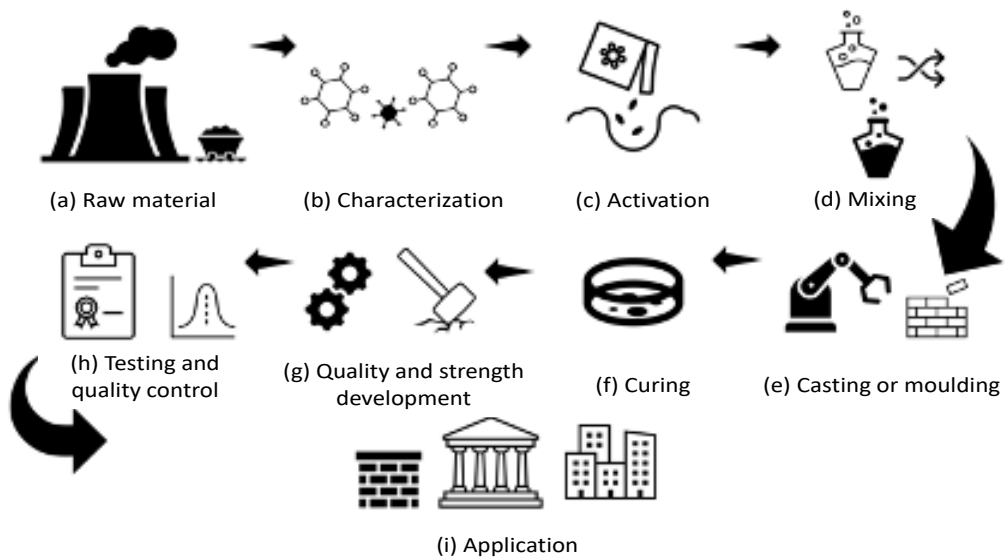 (a) Raw material
(b) Characterization
(c) Activation
(d) Mixing
(e) Casting or moulding
(f) Curing
(g) Quality and strength
development
(h) Testing and
quality control
(i) Application